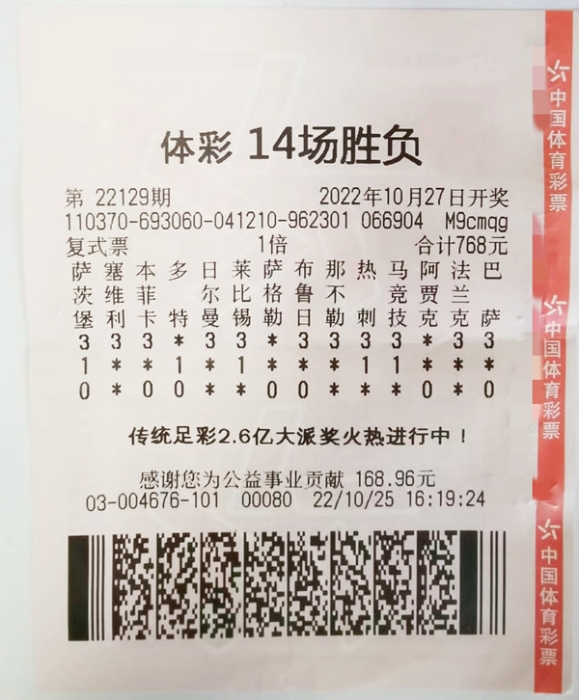 体彩 14场胜负
第 22129期 2022年10月27日开奖
110370-693060-041210-962301 066904 M9cmqg
复式票 1倍 合计768元
萨 塞 本 多 日 莱 萨 布 那 热 马 阿 法 巴
茨 维 菲 尔 比 格 鲁 不 竞 贾 兰
堡 利 卡 特 曼 锡 勒 日 勒 刺 技 克 克 萨
3 3 3 * 3 3 * 3 3 3 3 * 3 3
1 * * 1 * 1 * * * 1 1 * * *
0 * 0 0 * * 0 0 * * * 0 * 0
传统足彩2.6亿大派奖火热进行中！
感谢您为公益事业贡献 168.96元
03-004676-101 00080 22/10/25 16:19:24
中国体育彩票
中国体育彩票
中国体育彩票